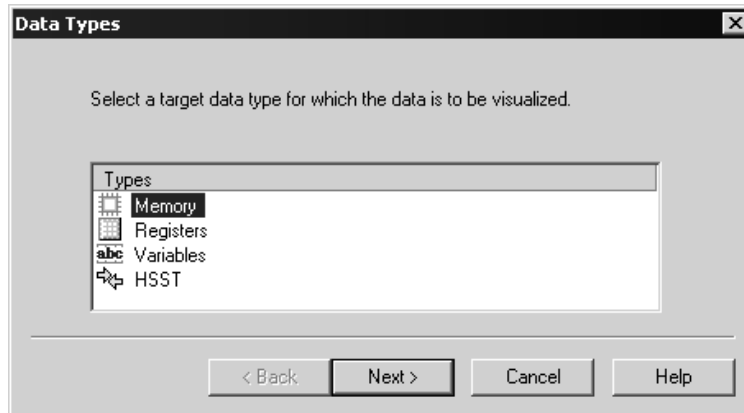 Data Types
Select a target data type for which the data is to be visualized.
Types
Memory
Registers
abc Variables
HSST
< Back Next > Cancel Help